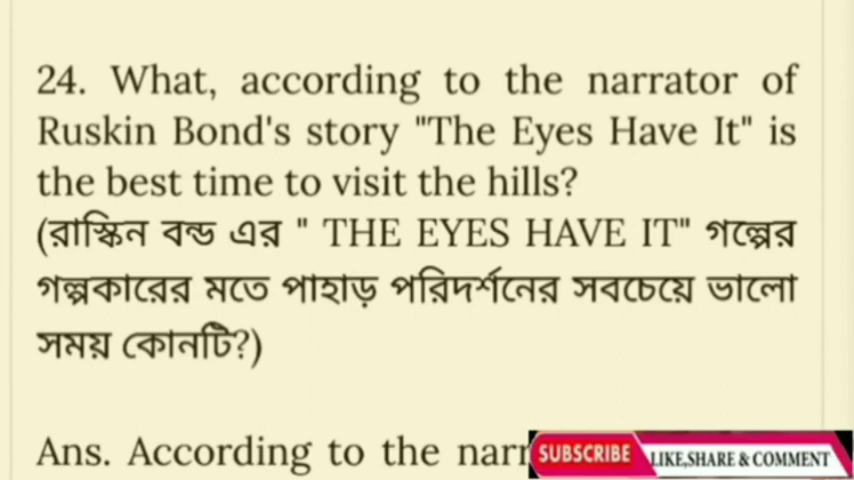 24. What, according to the narrator of
Ruskin Bond's story "The Eyes Have It" is
the best time to visit the hills?
(রাস্কিন বন্ড এর " THE EYES HAVE IT" গল্পের
গল্পকারের মতে পাহাড় পরিদর্শনের সবচেয়ে ভালো
সময় কোনটি?)
Ans. According to the
SUBSCRIBE
LIKE,SHARE & COMMENT